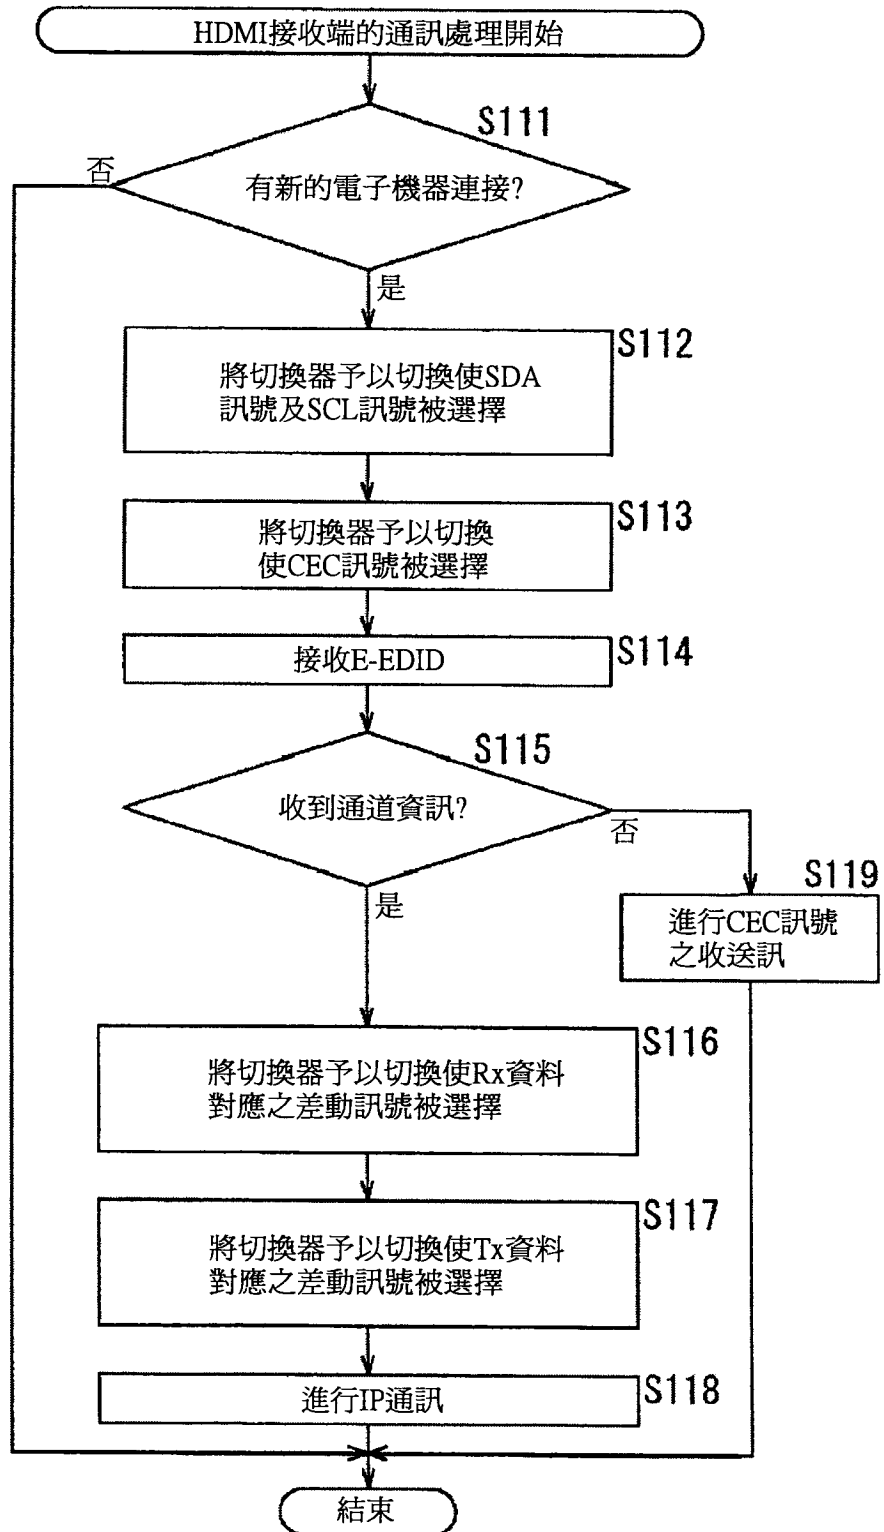 HDMI接收端的通訊處理開始
S111
有新的電子機器連接?
否
是
S112
將切換器予以切換使SDA
訊號及SCL訊號被選擇
S113
將切換器予以切換
使CEC訊號被選擇
S114
接收E-EDID
S115
收到通道資訊?
否
是
S119
進行CEC訊號
之收送訊
S116
將切換器予以切換使Rx資料
對應之差動訊號被選擇
S117
將切換器予以切換使Tx資料
對應之差動訊號被選擇
S118
進行IP通訊
結束